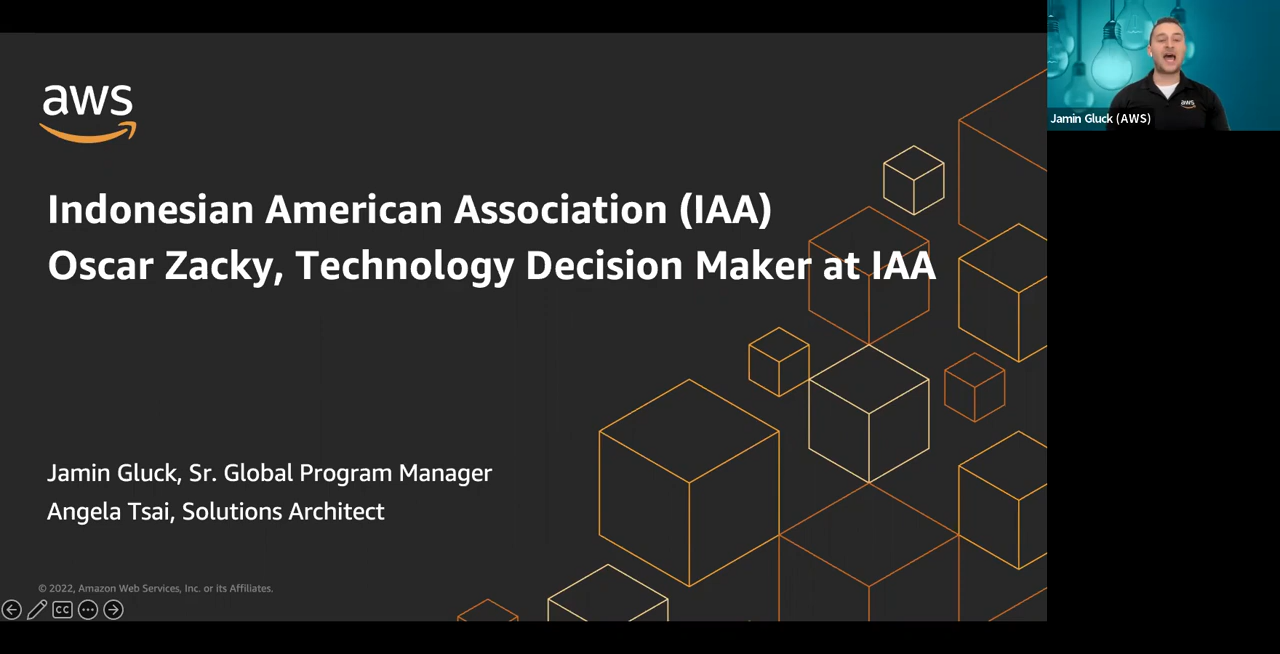 aws
Indonesian American Association (IAA)
Oscar Zacky, Technology Decision Maker at IAA
Jamin Gluck, Sr. Global Program Manager
Angela Tsai, Solutions Architect
© 2022, Amazon Web Services, Inc. or its Affiliates.
CC
aws
Jamin Gluck (AWS)